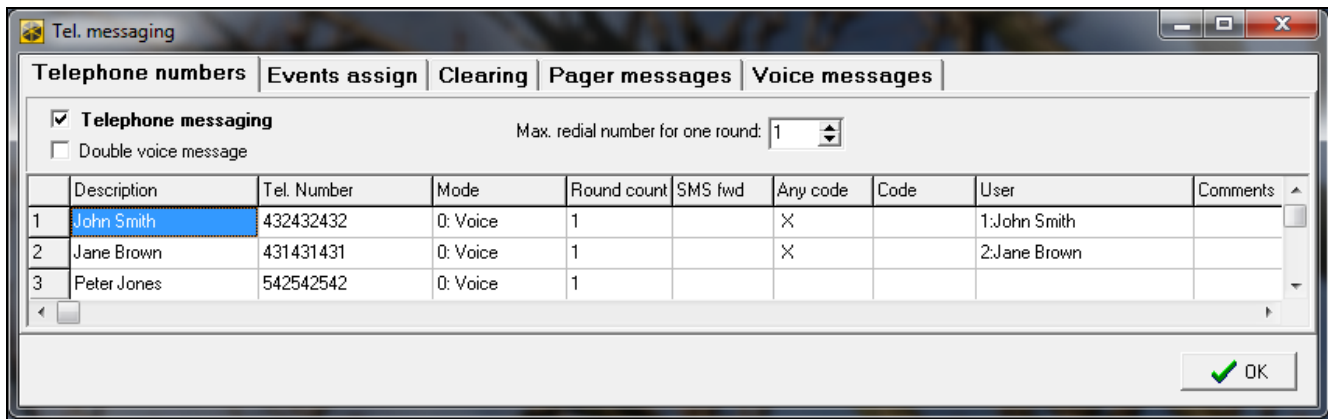 Tel. messaging
Telephone numbers Events assign Clearing Pager messages Voice messages
Telephone messaging
Max. redial number for one round: 1
Double voice message
Description Tel. Number Mode Round count SMS fwd Any code Code User Comments
1 John Smith 432432432 0: Voice 1 X 1:John Smith
2 Jane Brown 431431431 0: Voice 1 X 2:Jane Brown
3 Peter Jones 542542542 0: Voice 1
OK